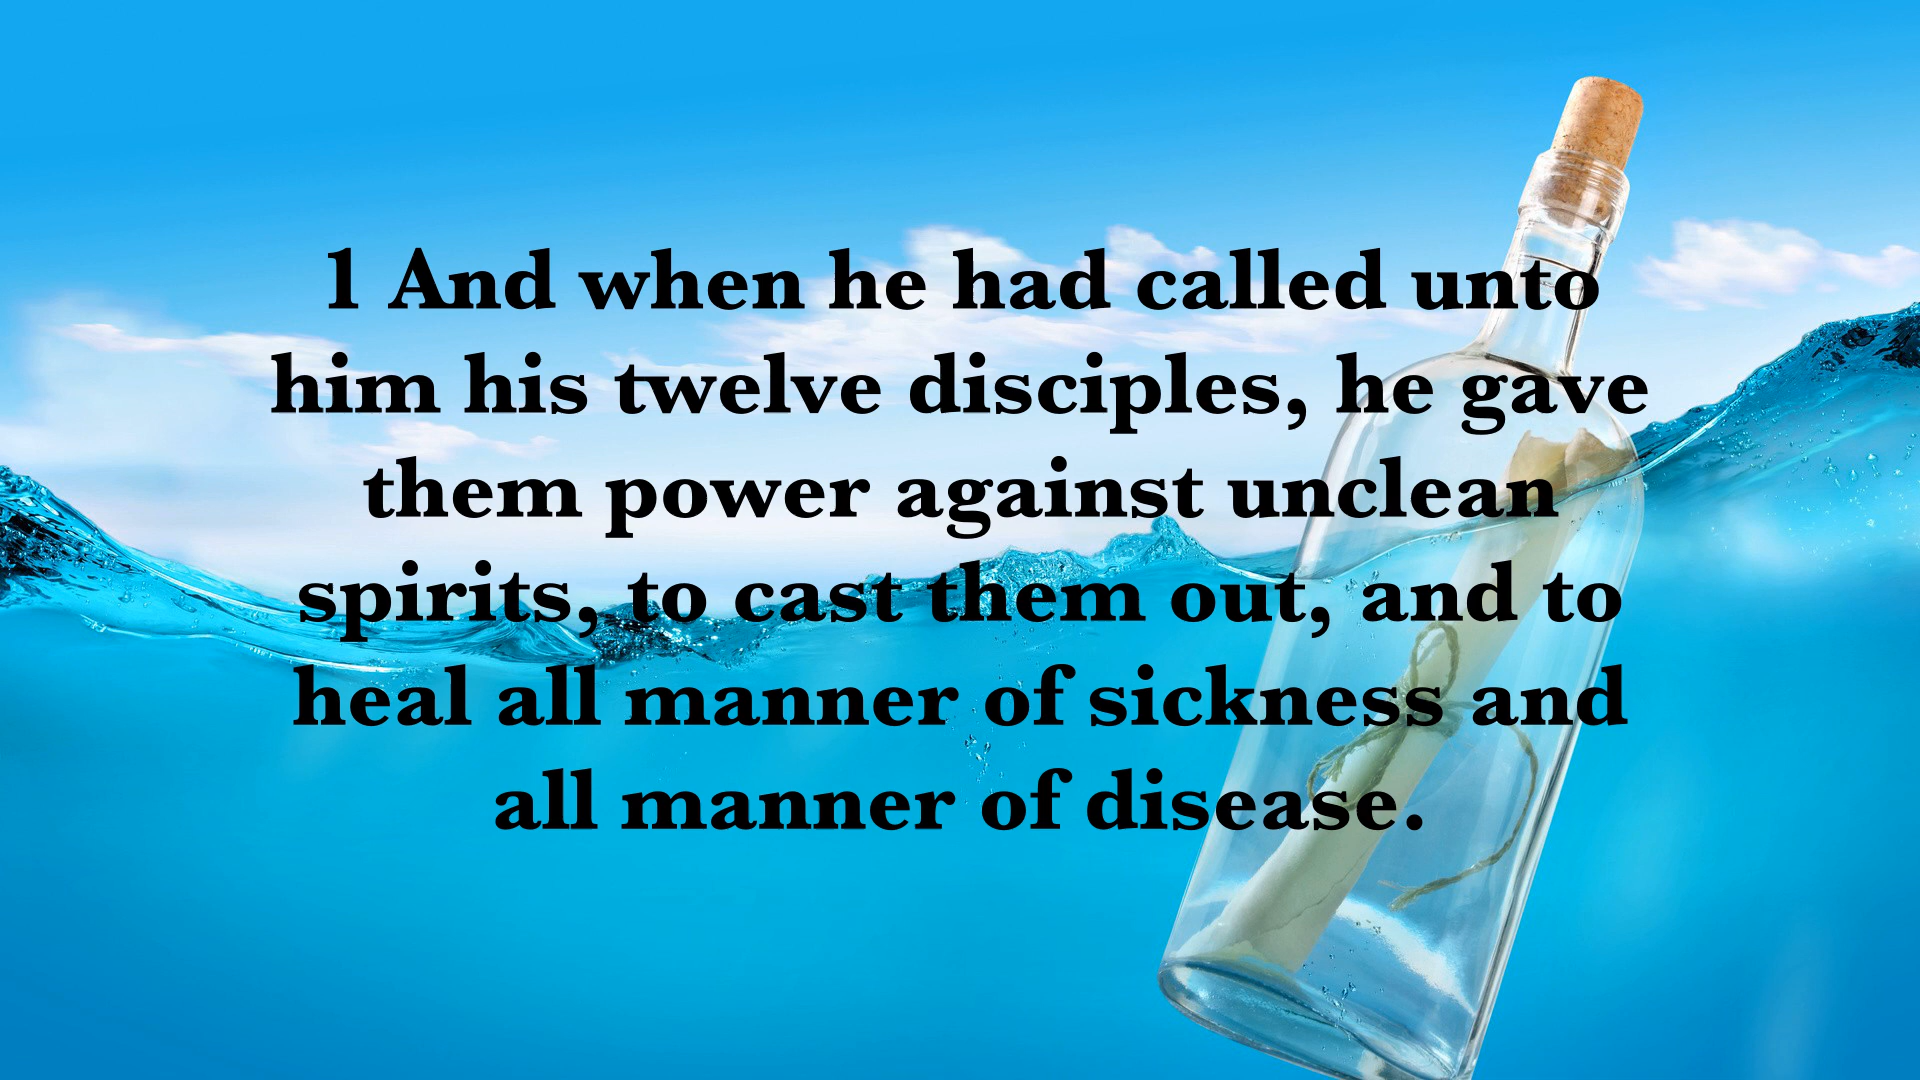 1 And when he had called unto
him his twelve disciples, he gave
them power against unclean
spirits, to cast them out, and to
heal all manner of sickness and
all manner of disease.